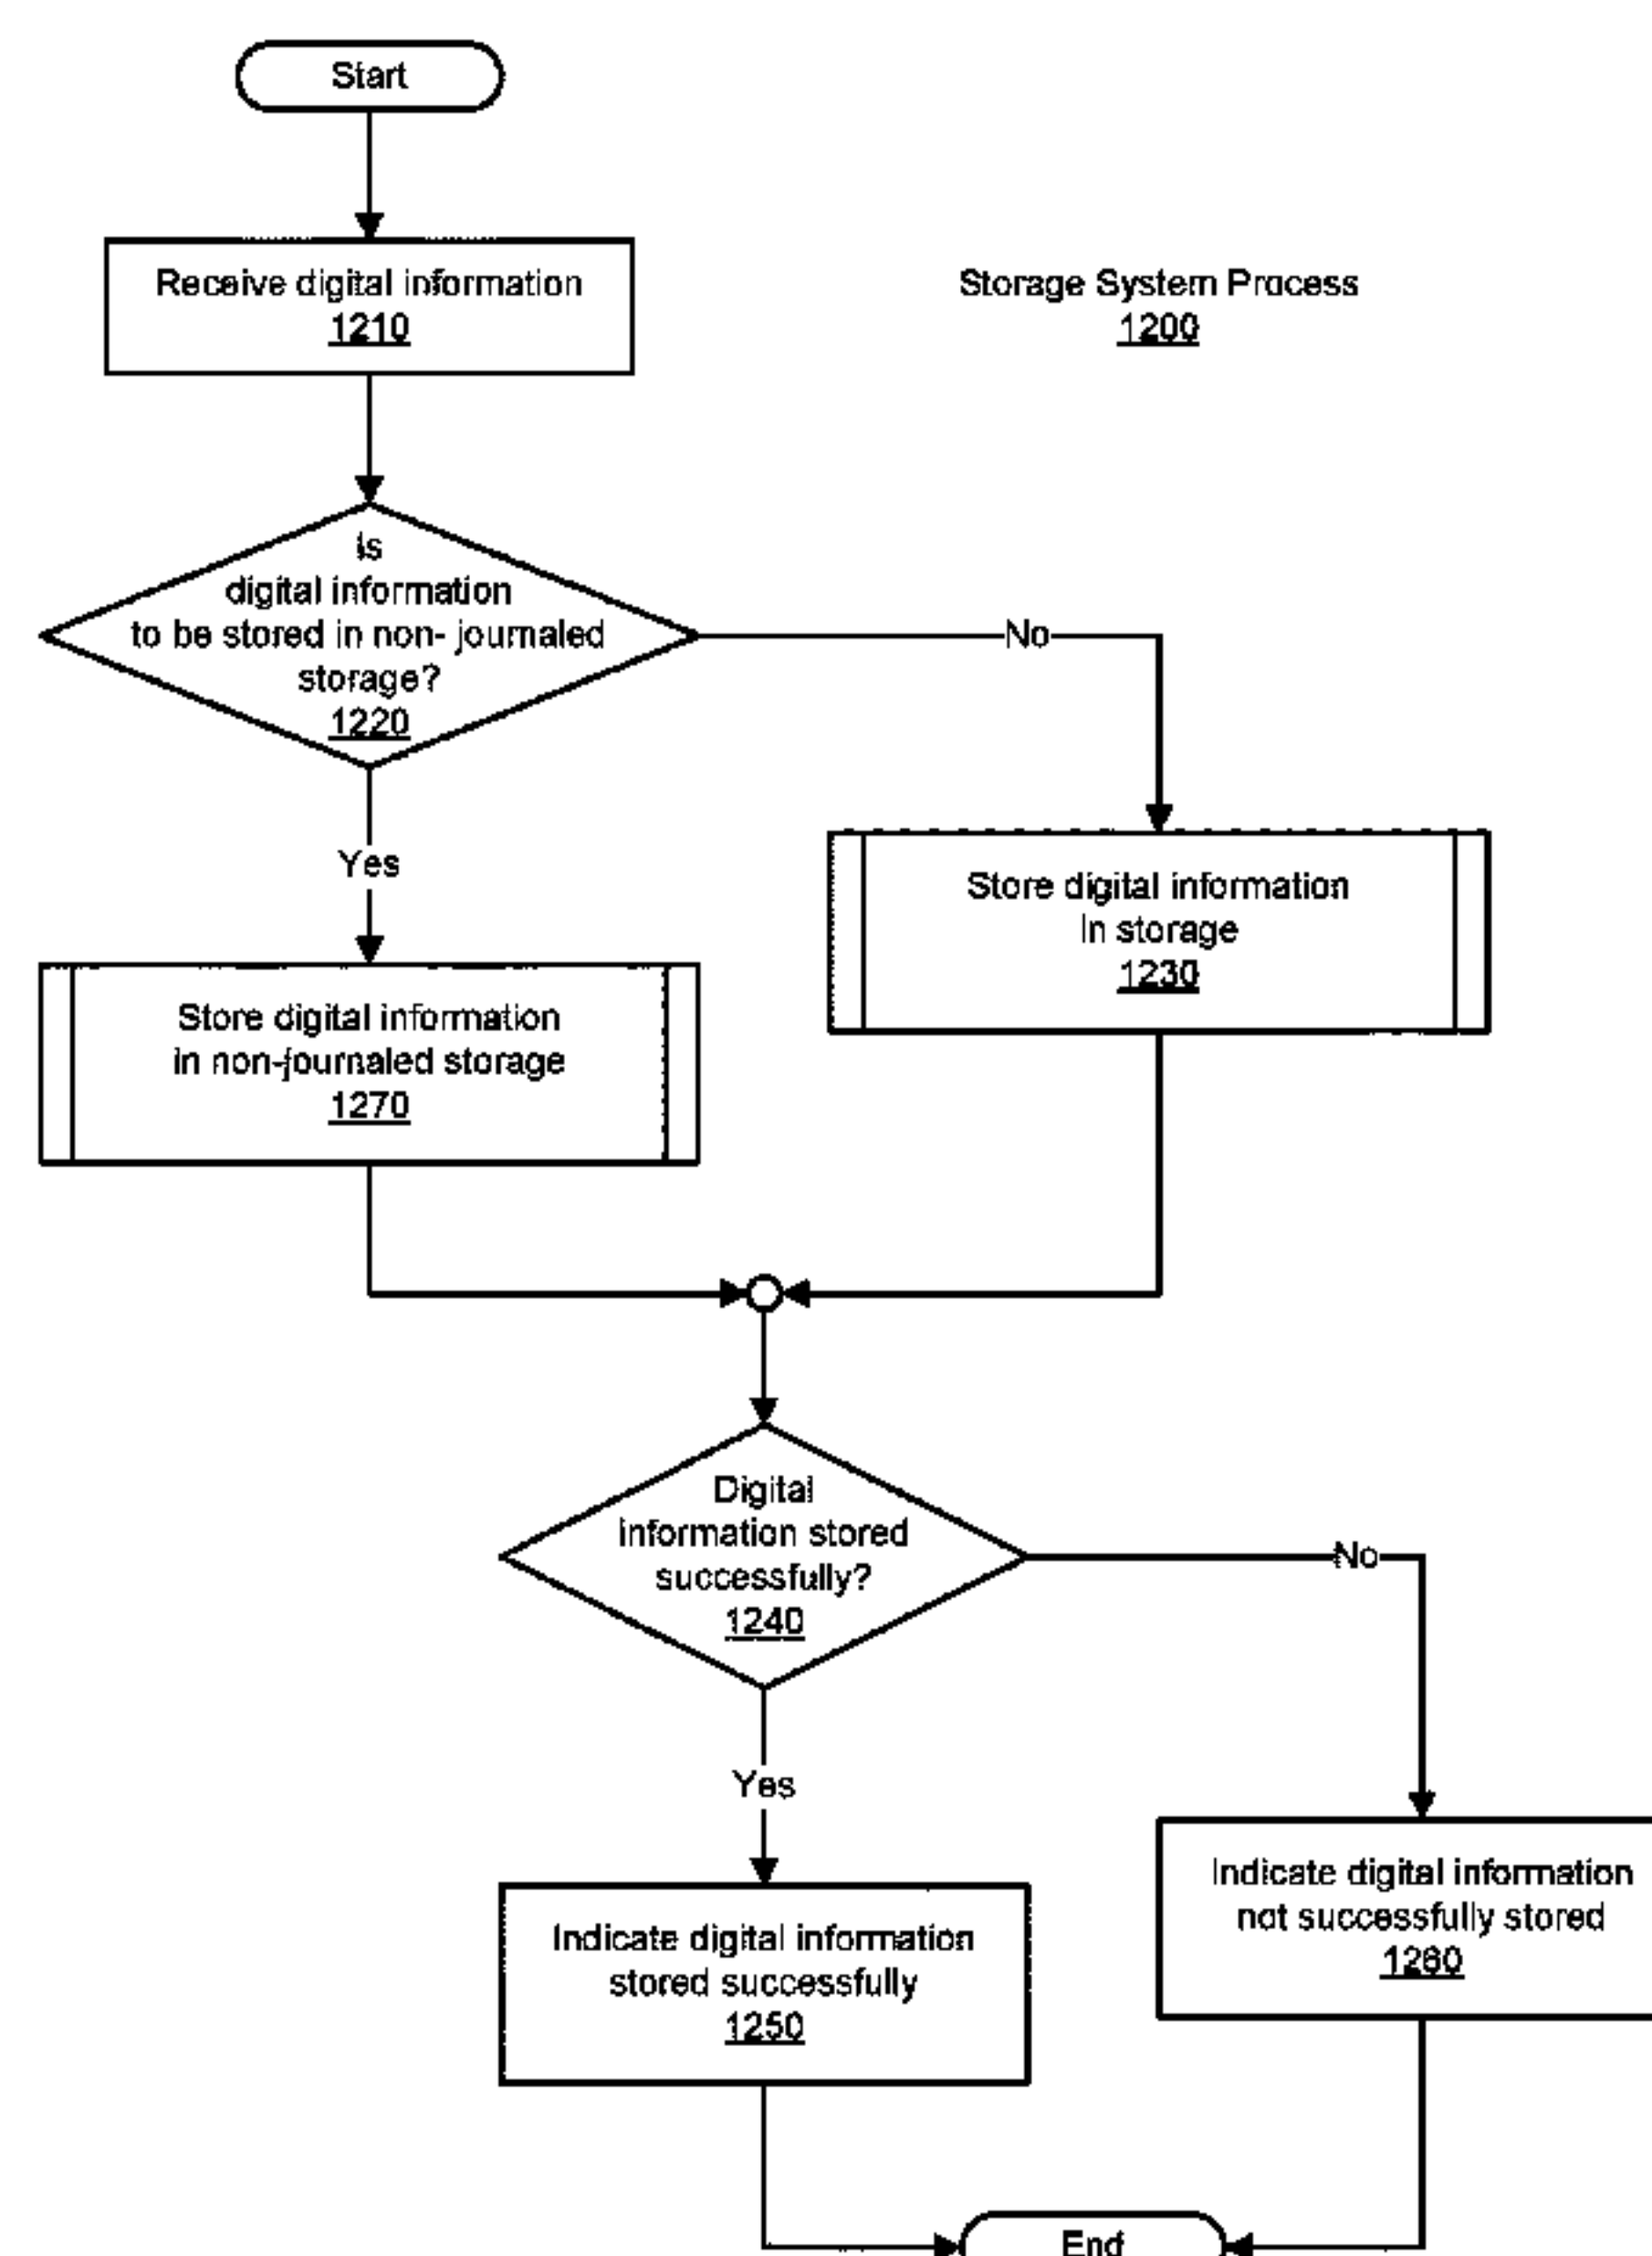 Start
Receive digital information
1210
Storage System Process
1200
Is
digital information
to be stored in non- journaled
storage?
1220
No
Yes
Store digital information
In storage
1230
Store digital information
in non-journaled storage
1270
Digital
Information stored
successfully?
1240
No
Yes
Indicate digital information
not successfully stored
1260
Indicate digital information
stored successfully
1250
End